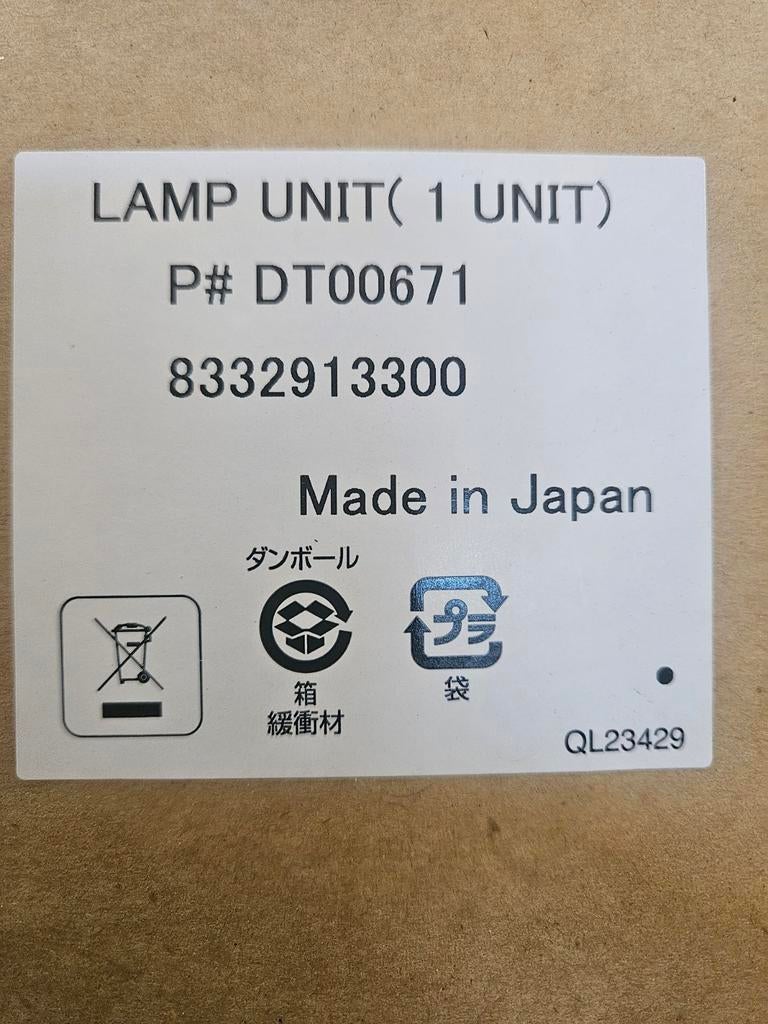 LAMP UNIT( 1 UNIT)
P# DT00671
8332913300
Made in Japan
ダンボール
プラ
箱
緩衝材
袋
QL23429